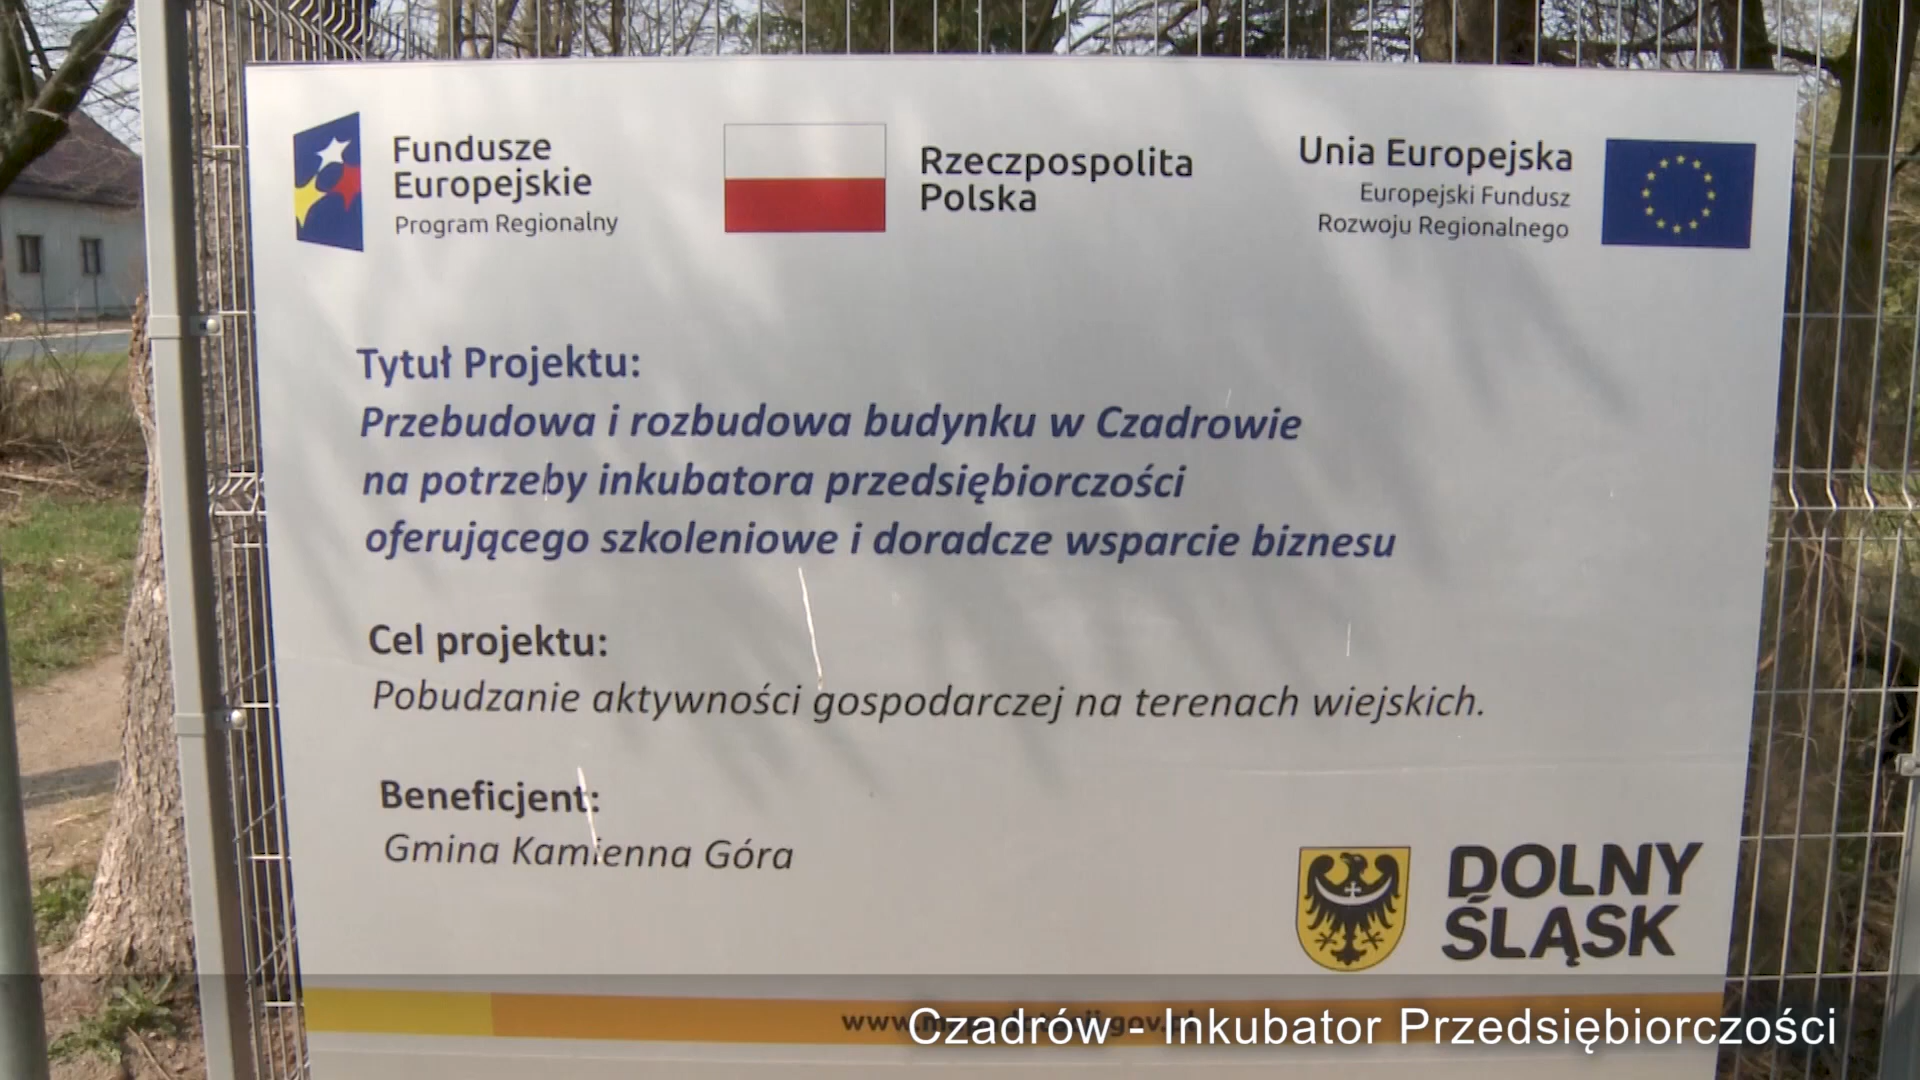 Fundusze
Europejskie
Program Regionalny
Rzeczpospolita
Polska
Unia Europejska
Europejski Fundusz
Rozwoju Regionalnego
Tytuł Projektu:
Przebudowa i rozbudowa budynku w Czadrowie
na potrzeby inkubatora przedsiębiorczości
oferującego szkoleniowe i doradcze wsparcie biznesu
Cel projektu:
Pobudzanie aktywności gospodarczej na terenach wiejskich.
Beneficjent:
Gmina Kamienna Góra
DOLNY
ŚLĄSK
Czadrów - Inkubator Przedsiębiorczości